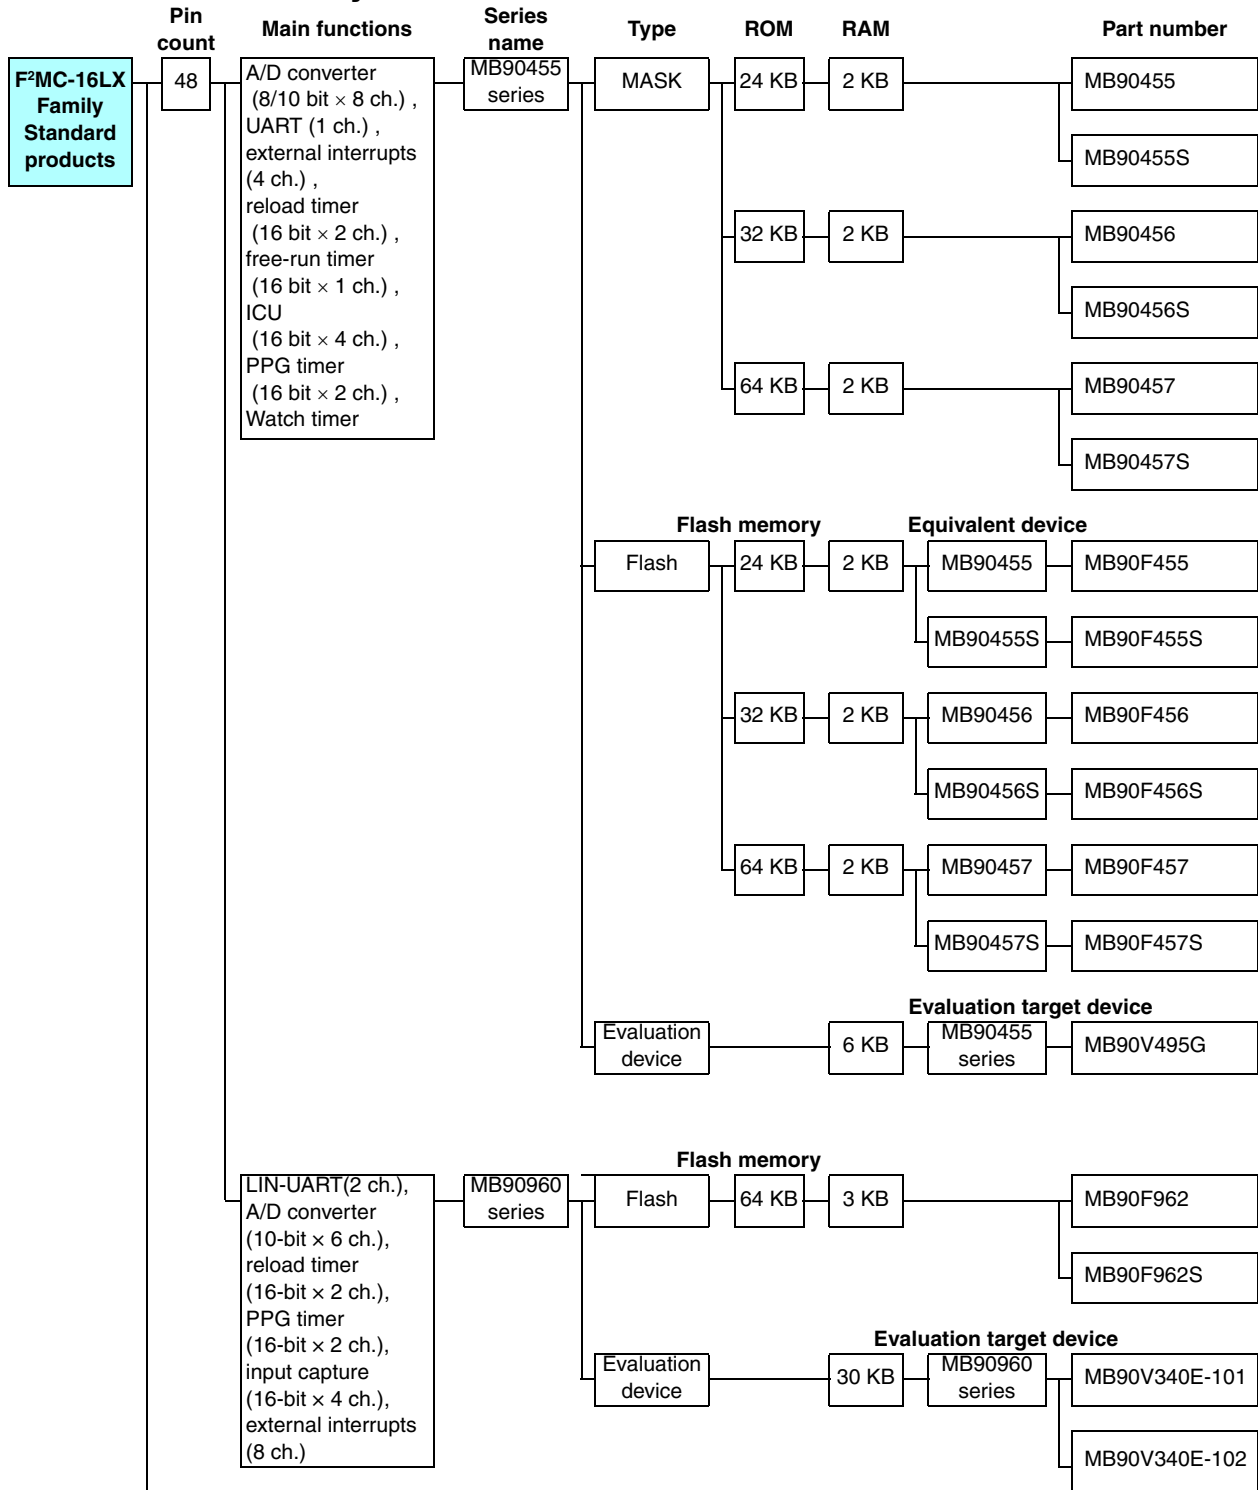 Pin
count
Main functions
Series
name
Type
ROM
RAM
Part number
F²MC-16LX
Family
Standard
products
48
A/D converter
(8/10 bit × 8 ch.) ,
UART (1 ch.) ,
external interrupts
(4 ch.) ,
reload timer
(16 bit × 2 ch.) ,
free-run timer
(16 bit × 1 ch.) ,
ICU
(16 bit × 4 ch.) ,
PPG timer
(16 bit × 2 ch.) ,
Watch timer
MB90455
series
MASK
24 KB
2 KB
MB90455
MB90455S
32 KB
2 KB
MB90456
MB90456S
64 KB
2 KB
MB90457
MB90457S
Flash memory
Equivalent device
Flash
24 KB
2 KB
MB90455
MB90F455
MB90455S
MB90F455S
32 KB
2 KB
MB90456
MB90F456
MB90456S
MB90F456S
64 KB
2 KB
MB90457
MB90F457
MB90457S
MB90F457S
Evaluation target device
Evaluation
device
6 KB
MB90455
series
MB90V495G
Flash memory
LIN-UART(2 ch.),
A/D converter
(10-bit × 6 ch.),
reload timer
(16-bit × 2 ch.),
PPG timer
(16-bit × 2 ch.),
input capture
(16-bit × 4 ch.),
external interrupts
(8 ch.)
MB90960
series
Flash
64 KB
3 KB
MB90F962
MB90F962S
Evaluation target device
Evaluation
device
30 KB
MB90960
series
MB90V340E-101
MB90V340E-102